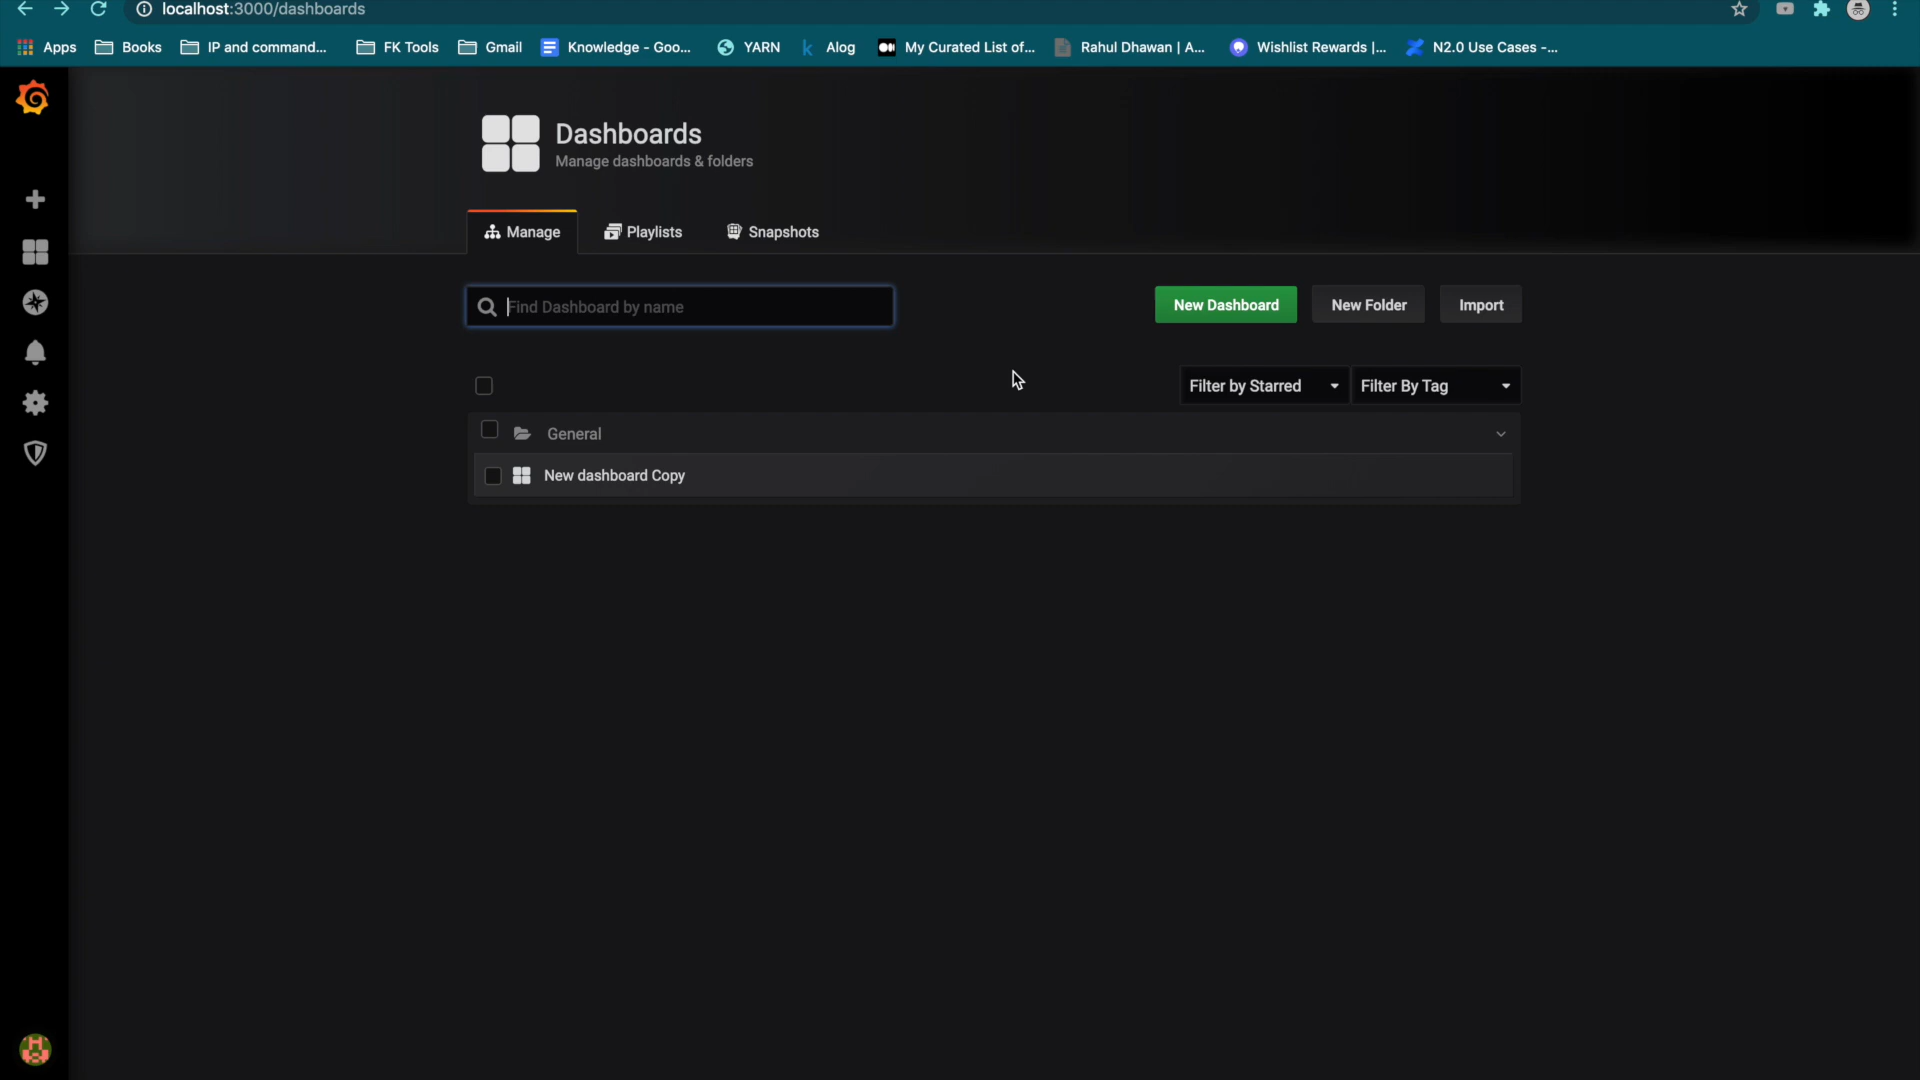 localhost:3000/dashboards
Apps Books IP and command... FK Tools Gmail Knowledge - Goo... YARN Alog My Curated List of... Rahul Dhawan | A... Wishlist Rewards |... N2.0 Use Cases -...
Dashboards
Manage dashboards & folders
Manage Playlists Snapshots
Find Dashboard by name New Dashboard New Folder Import
Filter by Starred Filter By Tag
General
New dashboard Copy